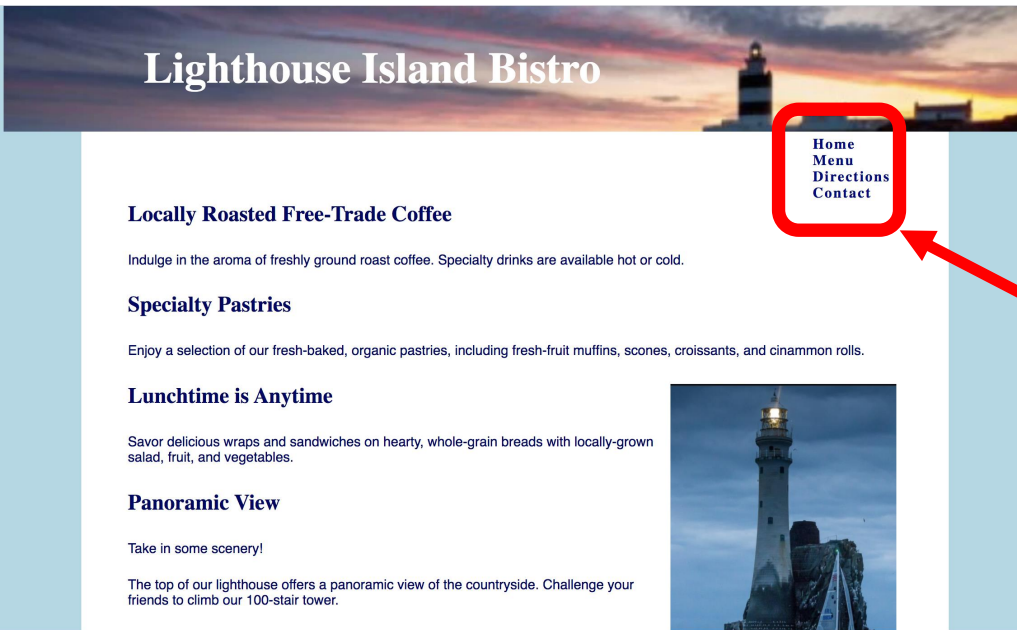 Lighthouse Island Bistro
Home
Menu
Directions
Contact
Locally Roasted Free-Trade Coffee
Indulge in the aroma of freshly ground roast coffee. Specialty drinks are available hot or cold.
Specialty Pastries
Enjoy a selection of our fresh-baked, organic pastries, including fresh-fruit muffins, scones, croissants, and cinammon rolls.
Lunchtime is Anytime
Savor delicious wraps and sandwiches on hearty, whole-grain breads with locally-grown
salad, fruit, and vegetables.
Panoramic View
Take in some scenery!
The top of our lighthouse offers a panoramic view of the countryside. Challenge your
friends to climb our 100-stair tower.